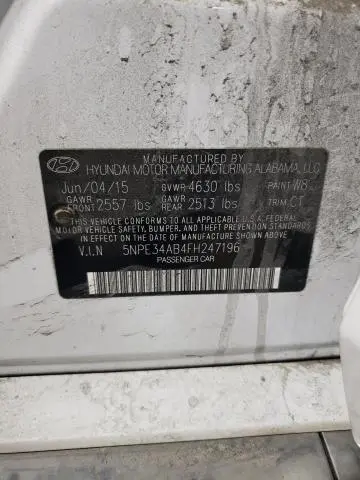 MANUFACTURED BY
HYUNDAI MOTOR MANUFACTURING ALABAMA, LLC
Jun/04/15 GVWR 4630 lbs PAINT W8
GAWR FRONT 2557 lbs GAWR REAR 2513 lbs TRIM CT
THIS VEHICLE CONFORMS TO ALL APPLICABLE U.S. FEDERAL
MOTOR VEHICLE SAFETY, BUMPER, AND THEFT PREVENTION
STANDARDS IN EFFECT ON THE DATE OF MANUFACTURE SHOWN ABOVE.
V.I.N 5NPE34AB4FH247196
PASSENGER CAR